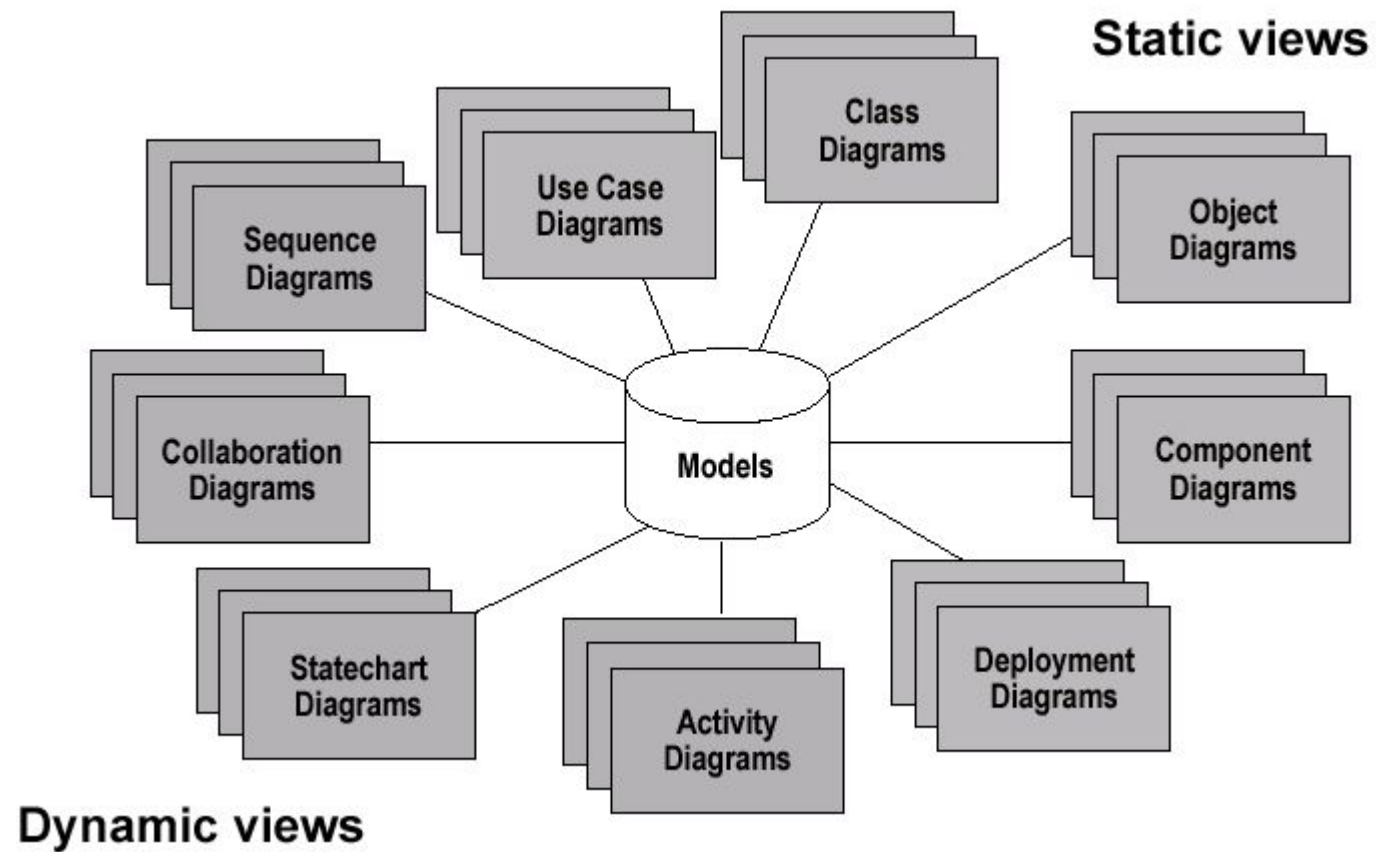 Static views
Class
Diagrams
Use Case
Diagrams
Object
Diagrams
Sequence
Diagrams
Collaboration
Diagrams
Models
Component
Diagrams
Statechart
Diagrams
Activity
Diagrams
Deployment
Diagrams
Dynamic views